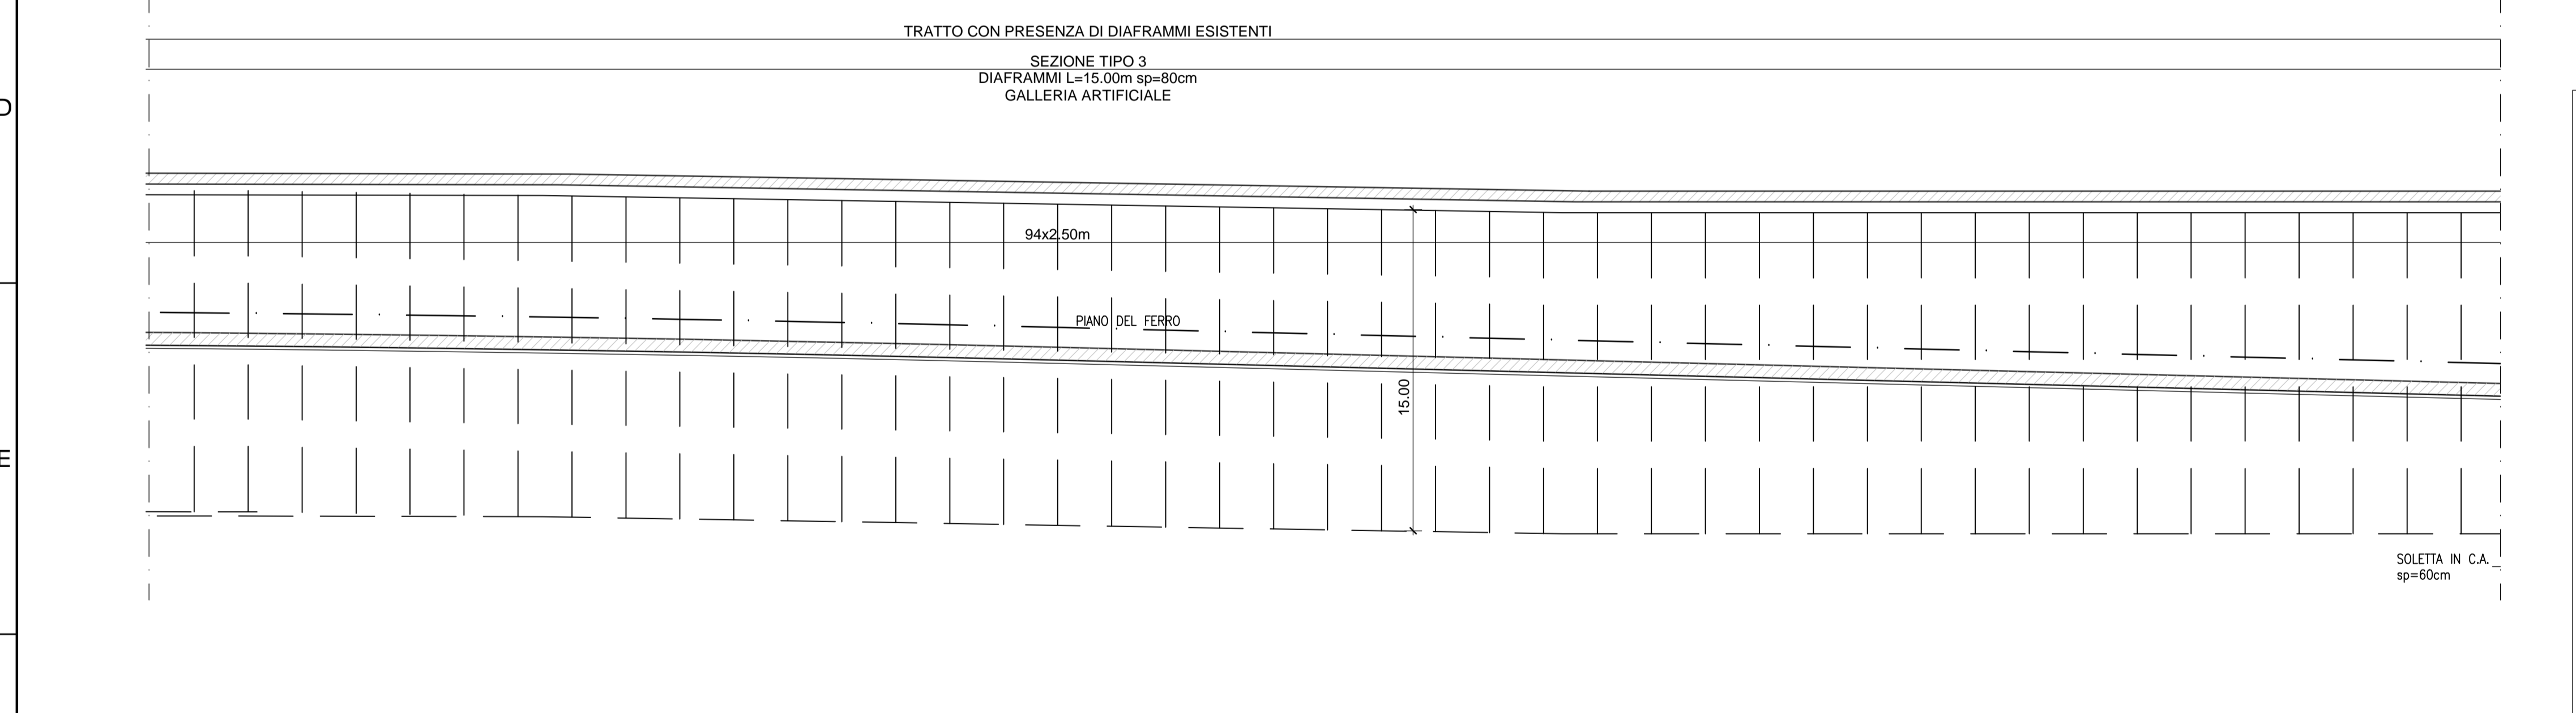 TRATTO CON PRESENZA DI DIAFRAMMI ESISTENTI
SEZIONE TIPO 3
DIAFRAMMI L=15.00m sp=80cm
GALLERIA ARTIFICIALE
D
94x2.50m
PIANO DEL FERRO
15.00
E
SOLETTA IN C.A.
sp=60cm